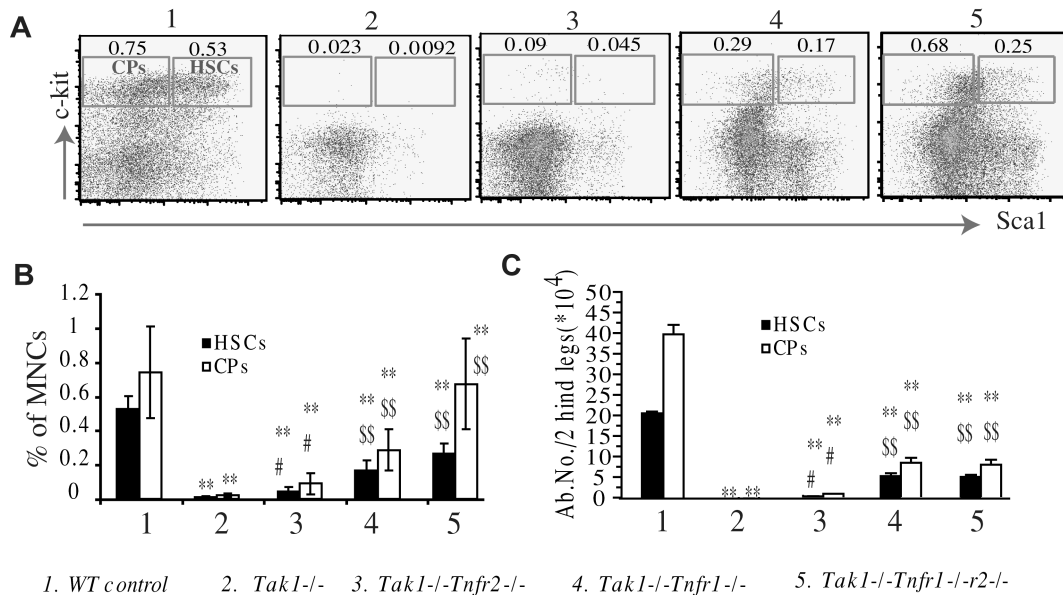 A
1 2 3 4 5
0.75 0.53 0.023 0.0092 0.09 0.045 0.29 0.17 0.68 0.25
CPs HSCs
c-kit
Sca1
B
% of MNCs
1.2
1
0.8
0.6
0.4
0.2
0
HSCs
CPs
** **
** #
** #
** $$
** $$
** $$
** $$
1 2 3 4 5
C
Ab.No./2 hind legs(*10^4)
50
45
40
35
30
25
20
15
10
5
0
HSCs
CPs
** **
** #
** #
** $$
** $$
** $$
** $$
1 2 3 4 5
1. WT control 2. Tak1-/- 3. Tak1-/-Tnfr2-/- 4. Tak1-/-Tnfr1-/- 5. Tak1-/-Tnfr1-/-r2-/-